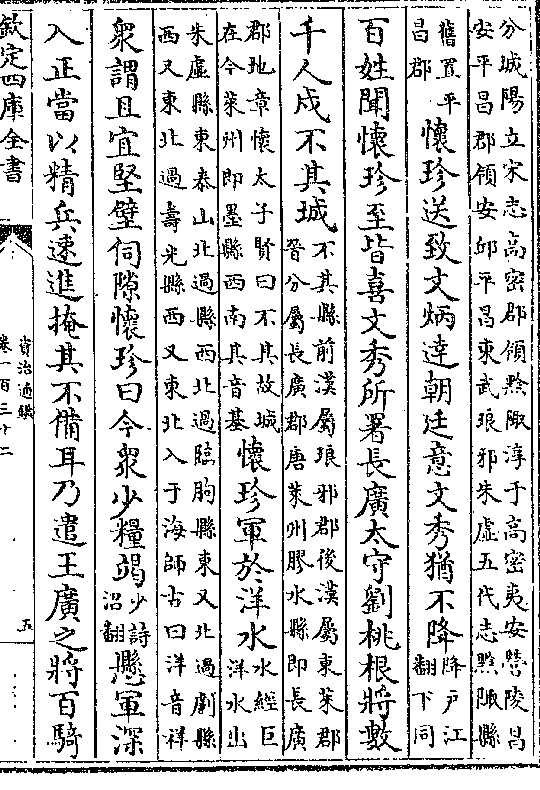 分城陽立宋志高密郡領黔陬淳于高密夷安營陵昌
安平昌郡領安邱平昌東武琅邪朱虛五代志黔陬縣
舊置平
昌郡
懷珍送致文炳達朝廷意文秀猶不降
降戶江
翻下同
百姓聞懷珍至皆喜文秀所署長廣太守劉桃根將數
千人戍不其城
不其縣前漢屬琅邪郡後漢屬東萊郡
晉分屬長廣郡唐萊州膠水縣即長廣
郡地章懷太子賢曰不其故城
在今萊州即墨縣西南其音基
懷珍軍於洋水
水經巨
洋水出
朱虛縣東泰山北過縣西北過臨朐縣東又北過劇縣
西又東北過壽光縣西又東北入于海師古曰洋音祥
衆謂且宜堅壁伺隙懷珍曰今衆少糧竭
少詩
沼翻
懸軍深
入正當以精兵速進掩其不備耳乃遣王廣之將百騎
欽定四庫全書
資治通鑑
卷一百三十二
五